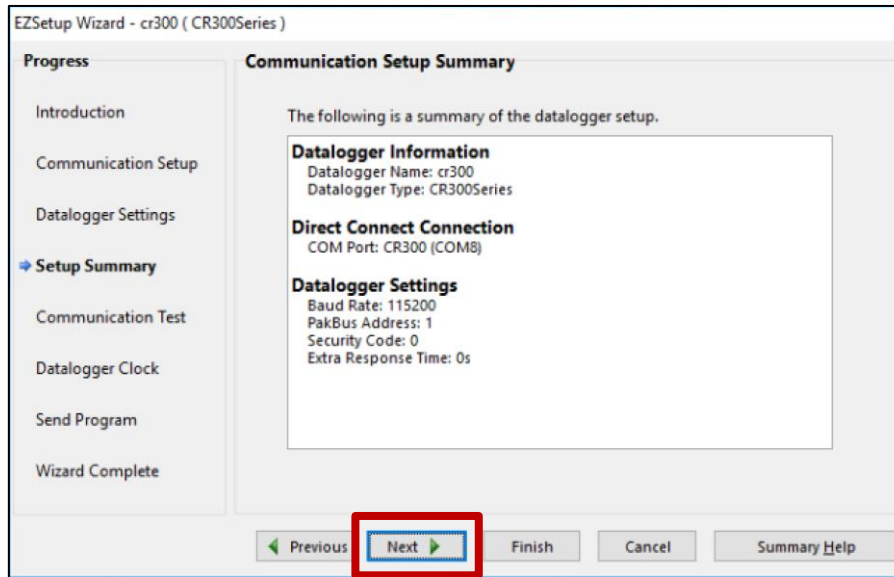 EZSetup Wizard - cr300 ( CR300Series )
Progress
Introduction
Communication Setup
Datalogger Settings
Setup Summary
Communication Test
Datalogger Clock
Send Program
Wizard Complete
Communication Setup Summary
The following is a summary of the datalogger setup.
Datalogger Information
Datalogger Name: cr300
Datalogger Type: CR300Series
Direct Connect Connection
COM Port: CR300 (COM8)
Datalogger Settings
Baud Rate: 115200
PakBus Address: 1
Security Code: 0
Extra Response Time: 0s
Previous Next Finish Cancel Summary Help